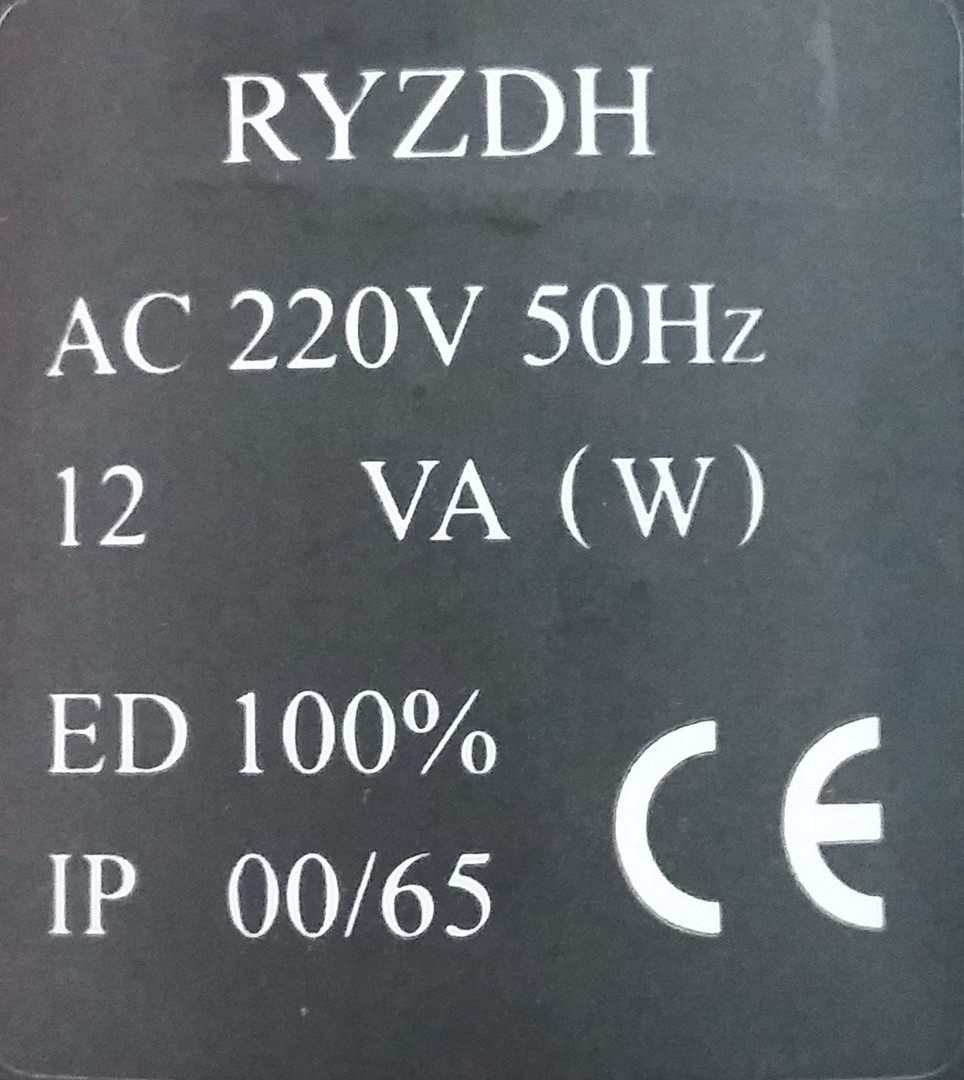 RYZDH
AC 220V 50Hz
12 VA (W)
ED 100%
IP 00/65
CE